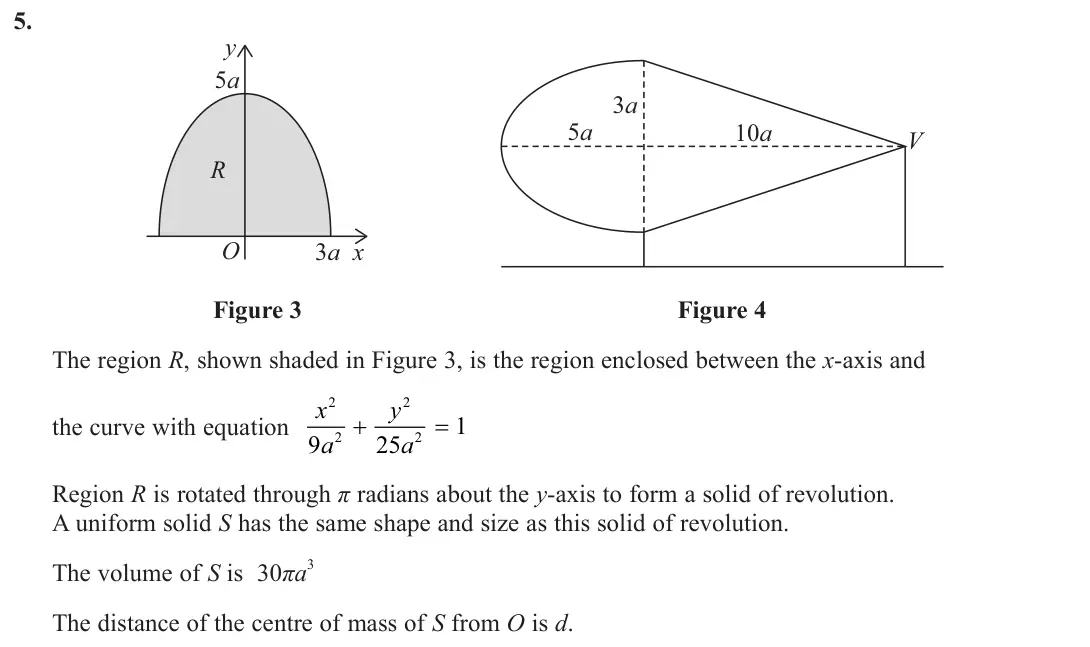 5.
y
5a
R
O
3a x
Figure 3
3a
5a
10a
V
Figure 4
The region R, shown shaded in Figure 3, is the region enclosed between the x-axis and
the curve with equation x²/9a² + y²/25a² = 1
Region R is rotated through π radians about the y-axis to form a solid of revolution.
A uniform solid S has the same shape and size as this solid of revolution.
The volume of S is 30πa³
The distance of the centre of mass of S from O is d.